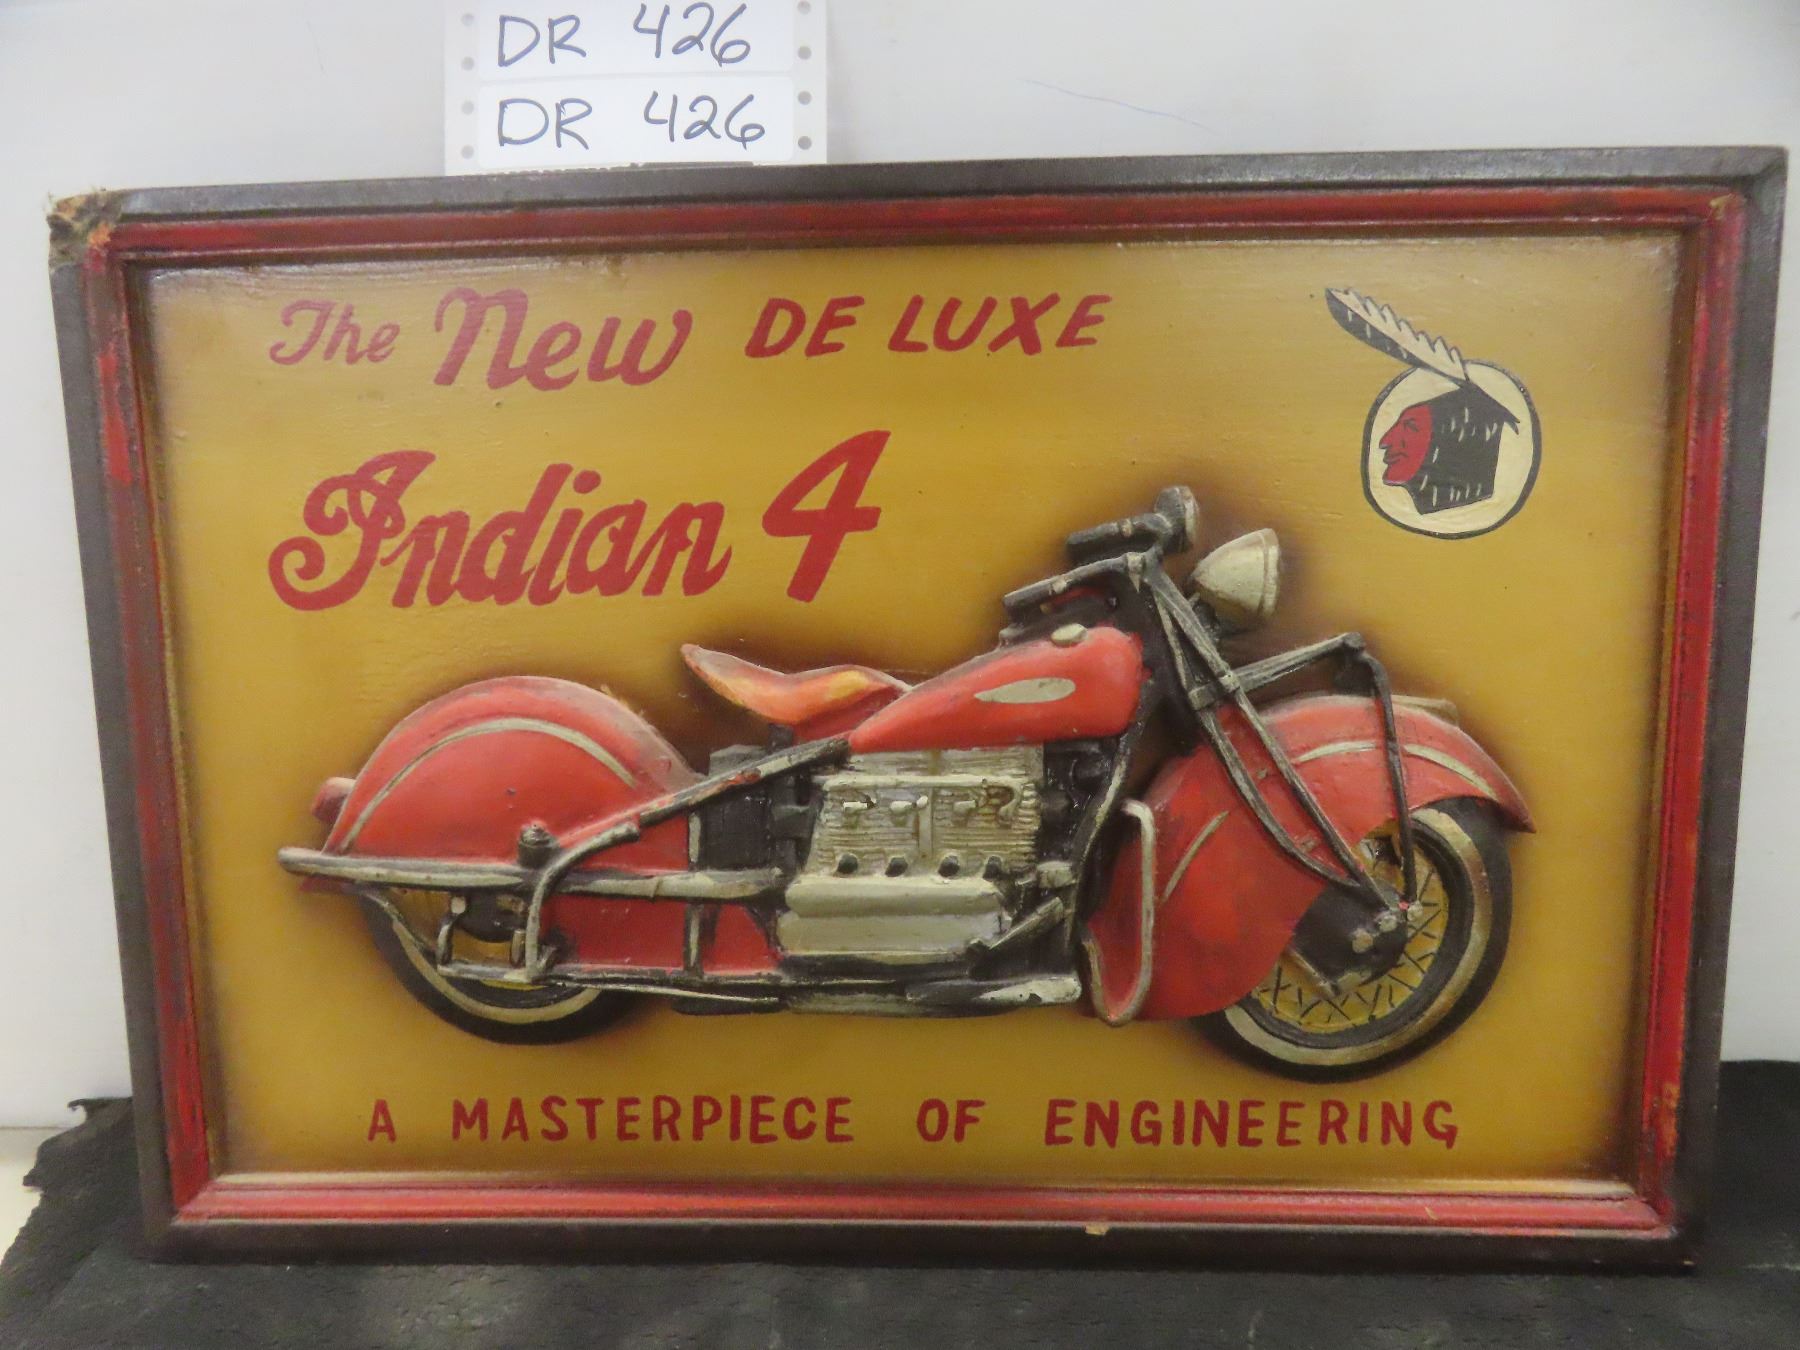 DR 426
DR 426
The New DE LUXE
Indian 4
A MASTERPIECE OF ENGINEERING